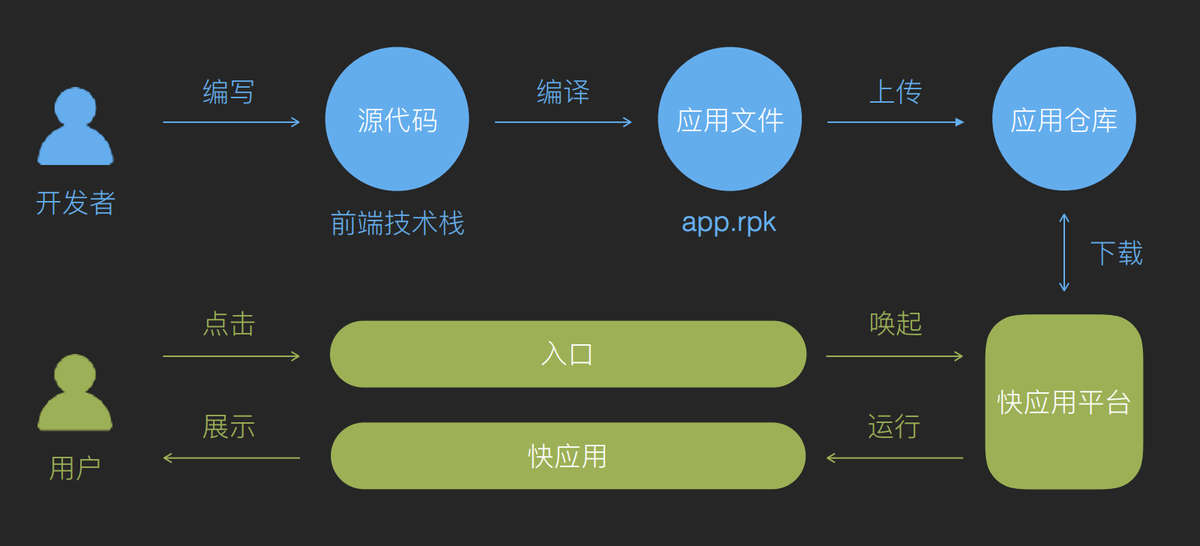 编写
编译
上传
源代码
应用文件
应用仓库
开发者
前端技术栈
app.rpk
下载
点击
唤起
入口
快应用平台
展示
运行
快应用
用户